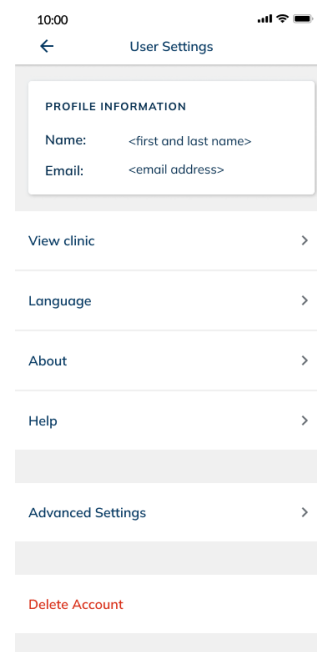 10:00
User Settings
PROFILE INFORMATION
Name: <first and last name>
Email: <email address>
View clinic
Language
About
Help
Advanced Settings
Delete Account